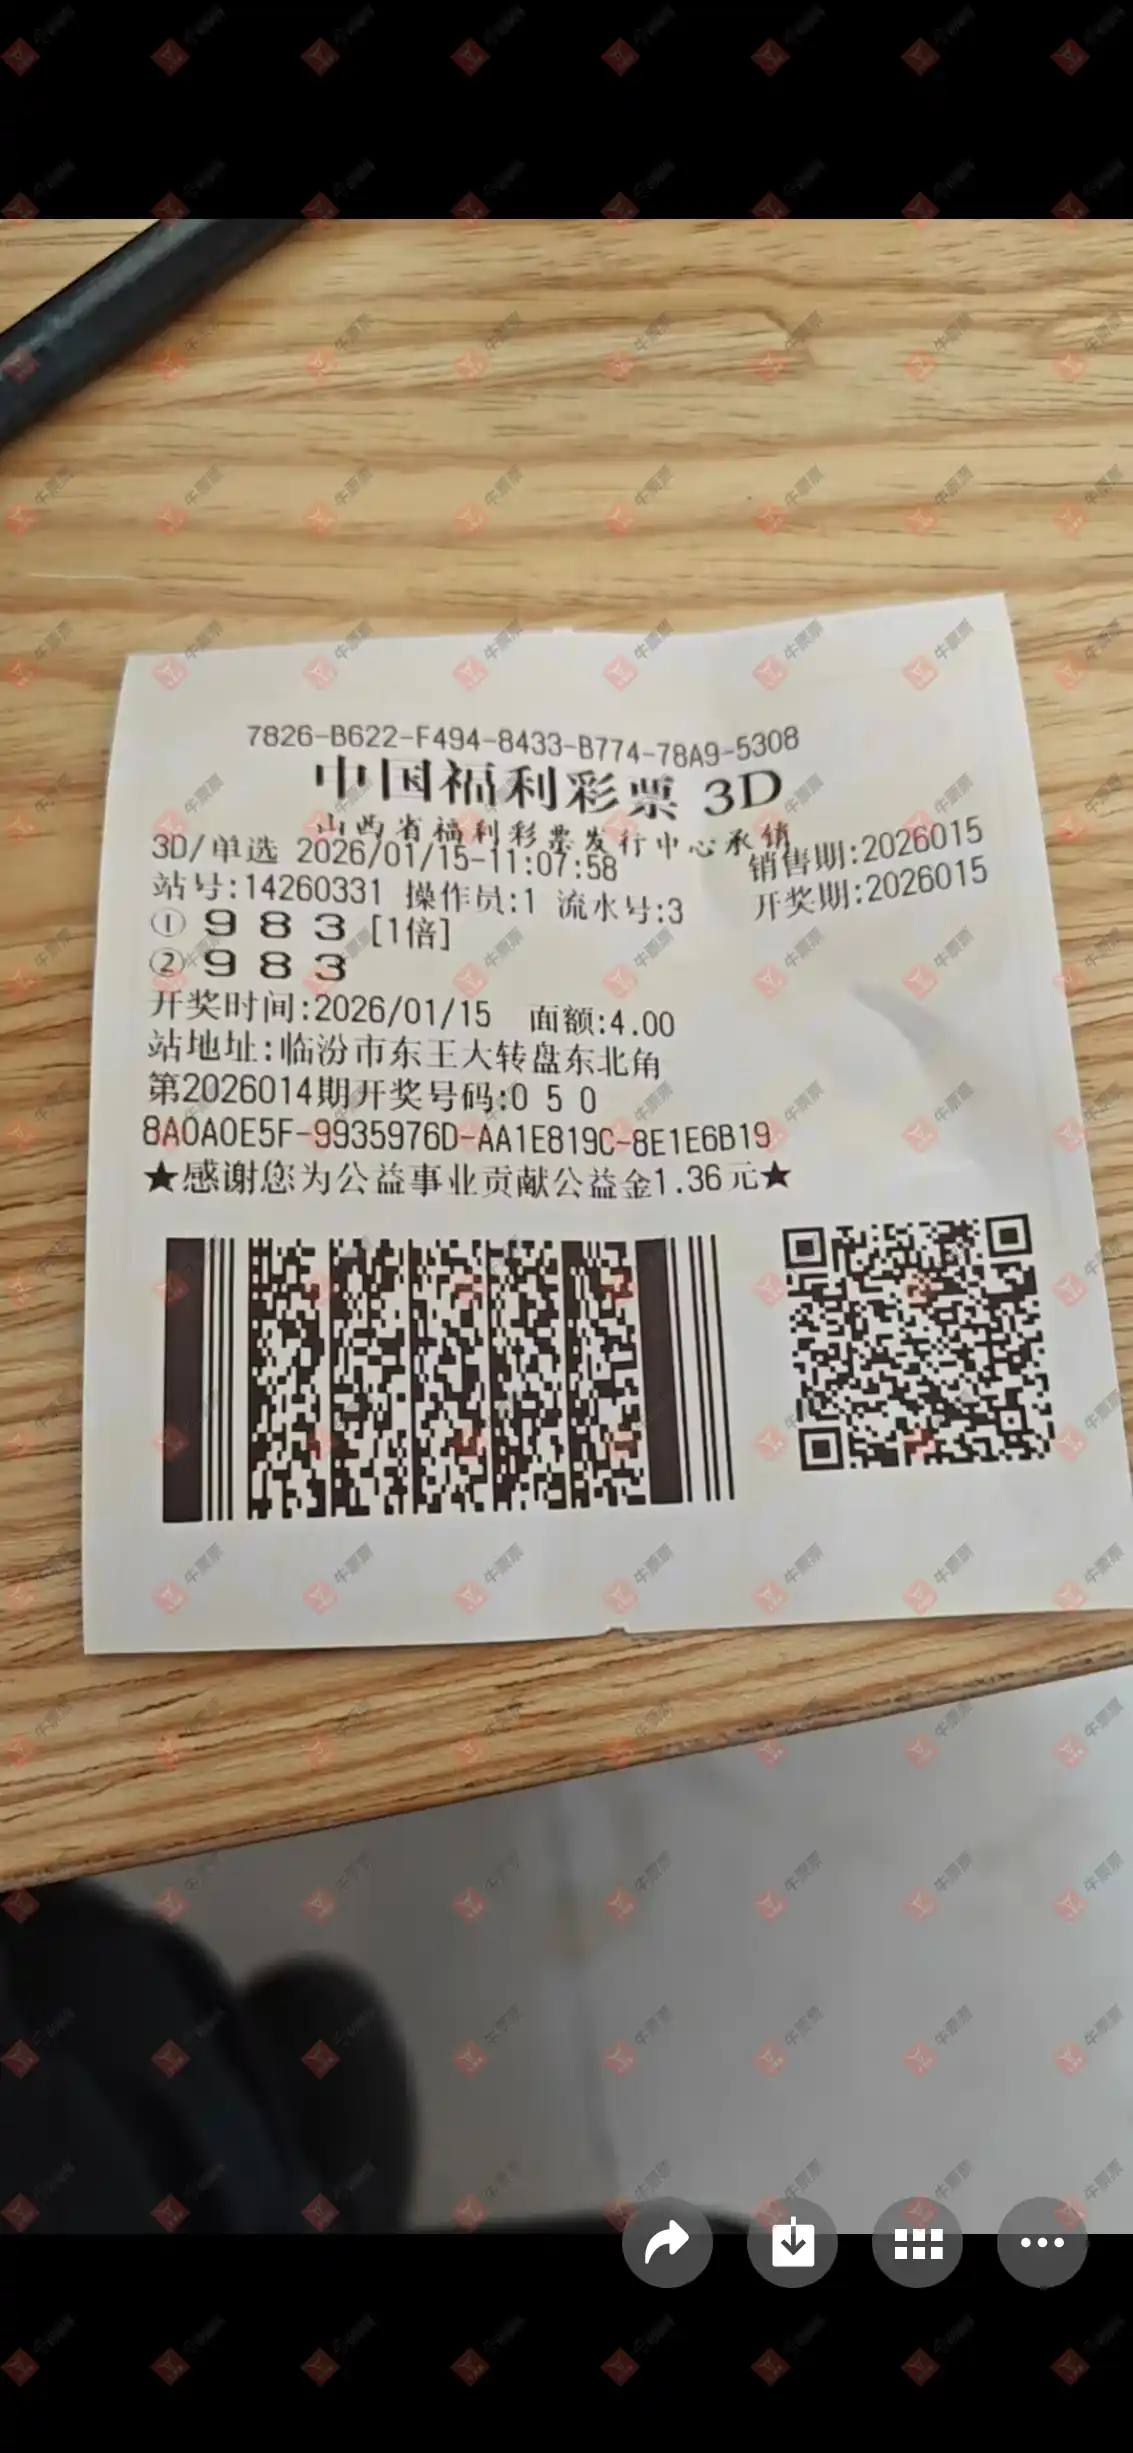 7826-B622-F494-8433-B774-78A9-5308
中国福利彩票 3D
山西省福利彩票发行中心承销
3D/单选 2026/01/15-11:07:58 销售期:2026015
站号:14260331 操作员:1 流水号:3 开奖期:2026015
① 9 8 3 [1倍]
② 9 8 3
开奖时间:2026/01/15 面额:4.00
站地址:临汾市东王大转盘东北角
第2026014期开奖号码:0 5 0
8A0A0E5F-9935976D-AA1E819C-8E1E6B19
★感谢您为公益事业贡献公益金1.36元★